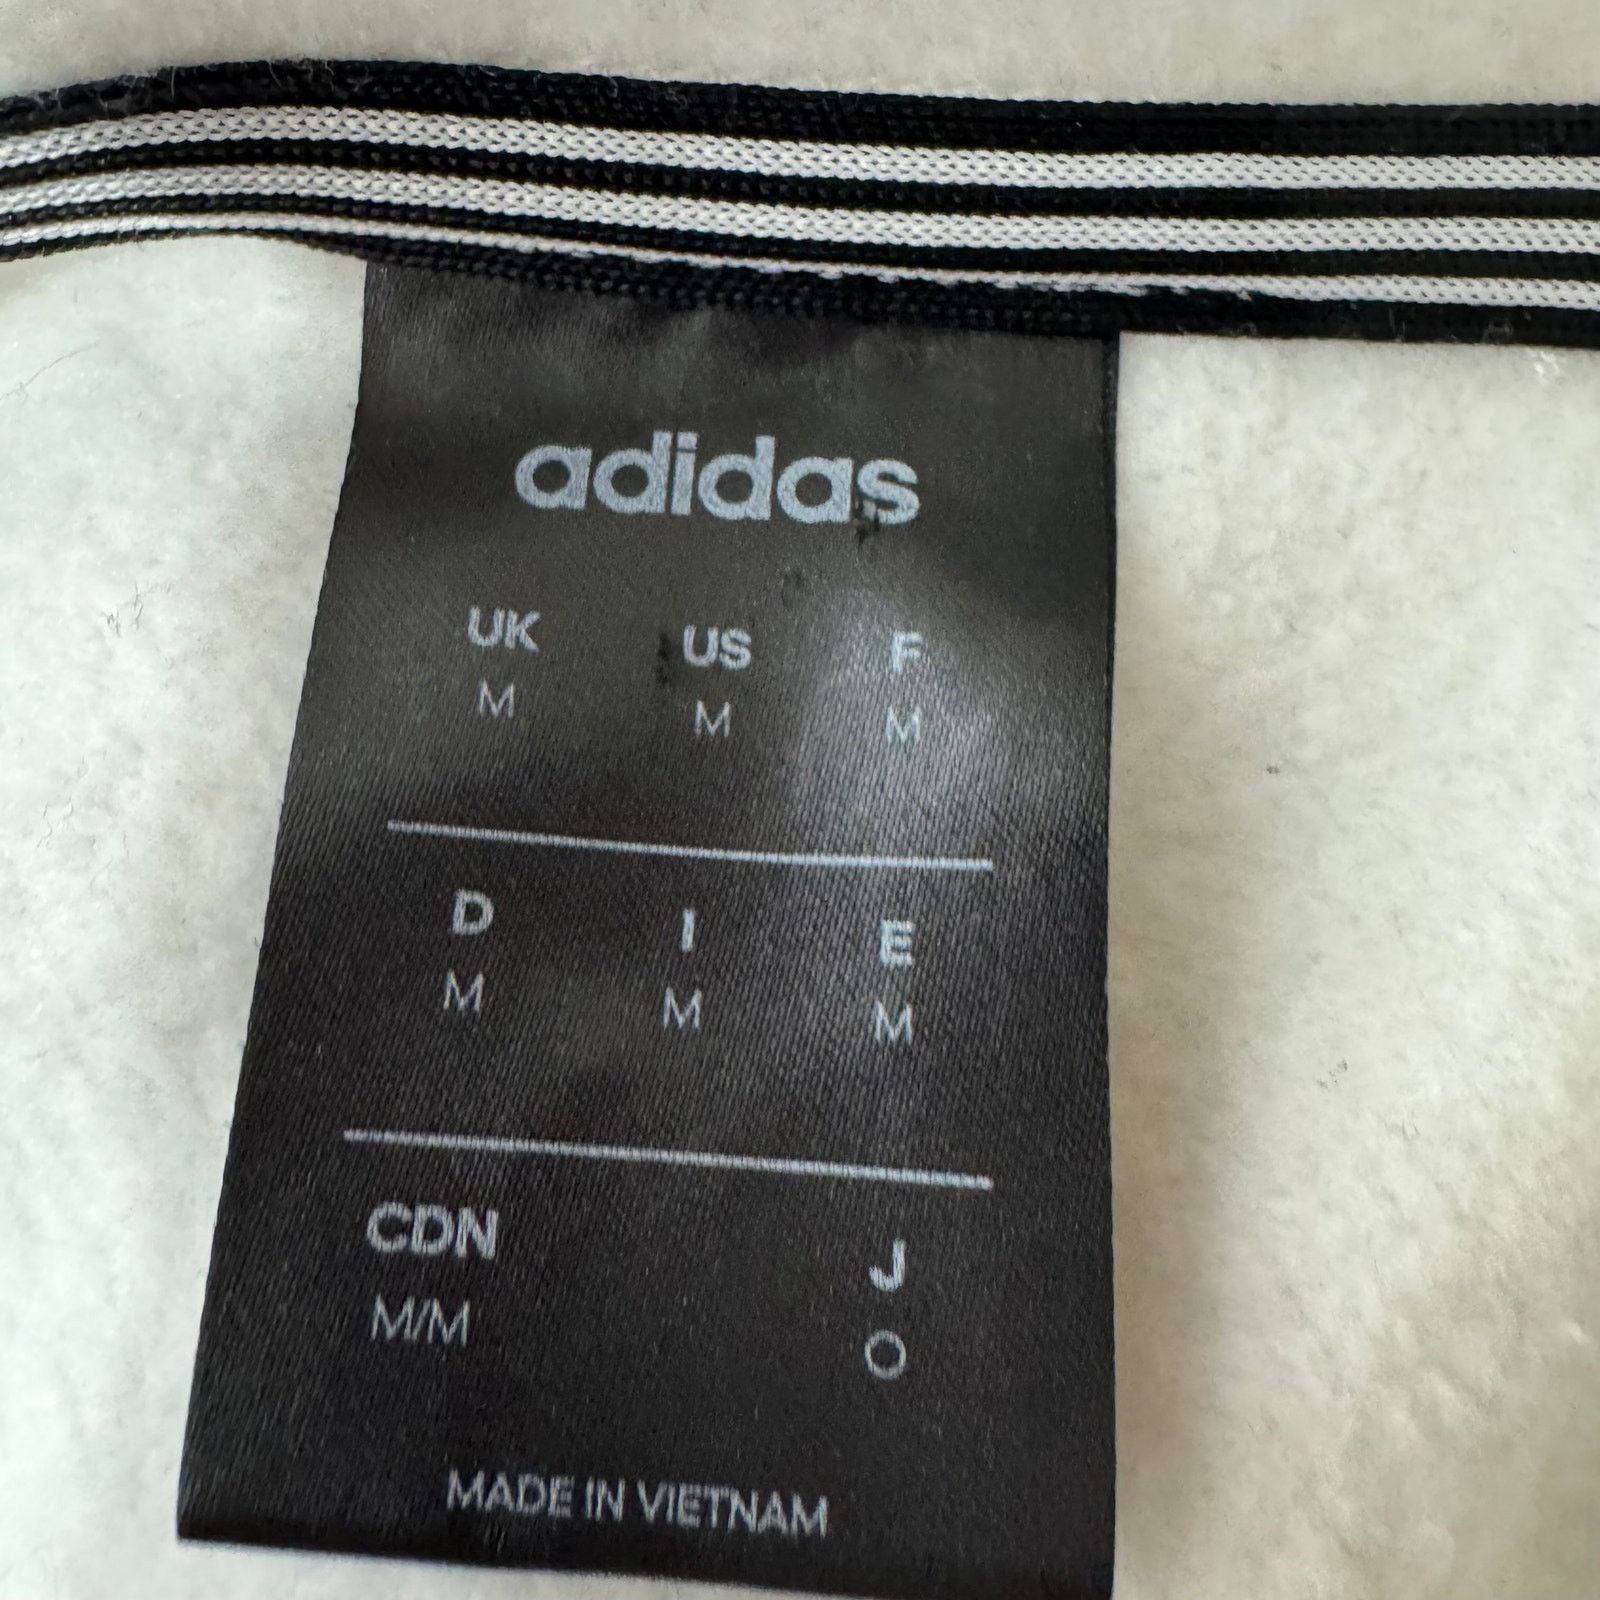 adidas
UK US F
M M M
D I E
M M M
CDN J
M/M O
MADE IN VIETNAM